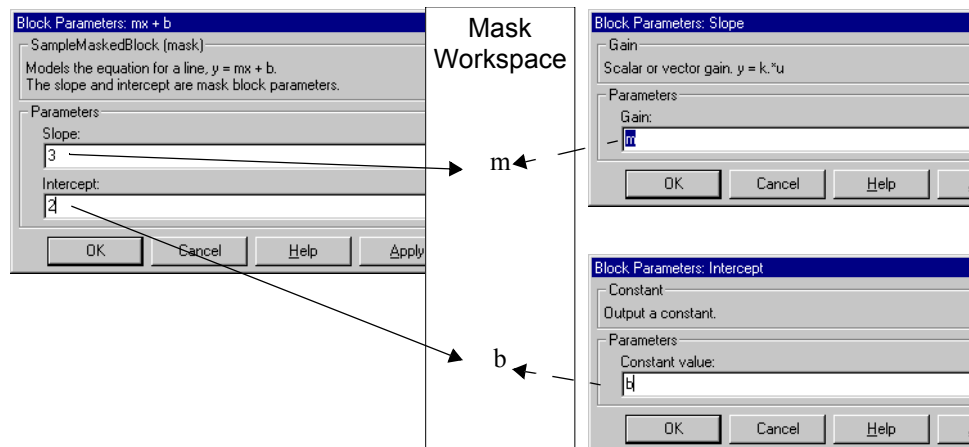 Block Parameters: mx + b
SampleMaskedBlock (mask)
Models the equation for a line, y = mx + b.
The slope and intercept are mask block parameters.
Parameters
Slope:
3
Intercept:
2
OK Cancel Help Apply
Mask
Workspace
m
b
Block Parameters: Slope
Gain
Scalar or vector gain. y = k.*u
Parameters
Gain:
m
OK Cancel Help
Block Parameters: Intercept
Constant
Output a constant.
Parameters
Constant value:
b
OK Cancel Help